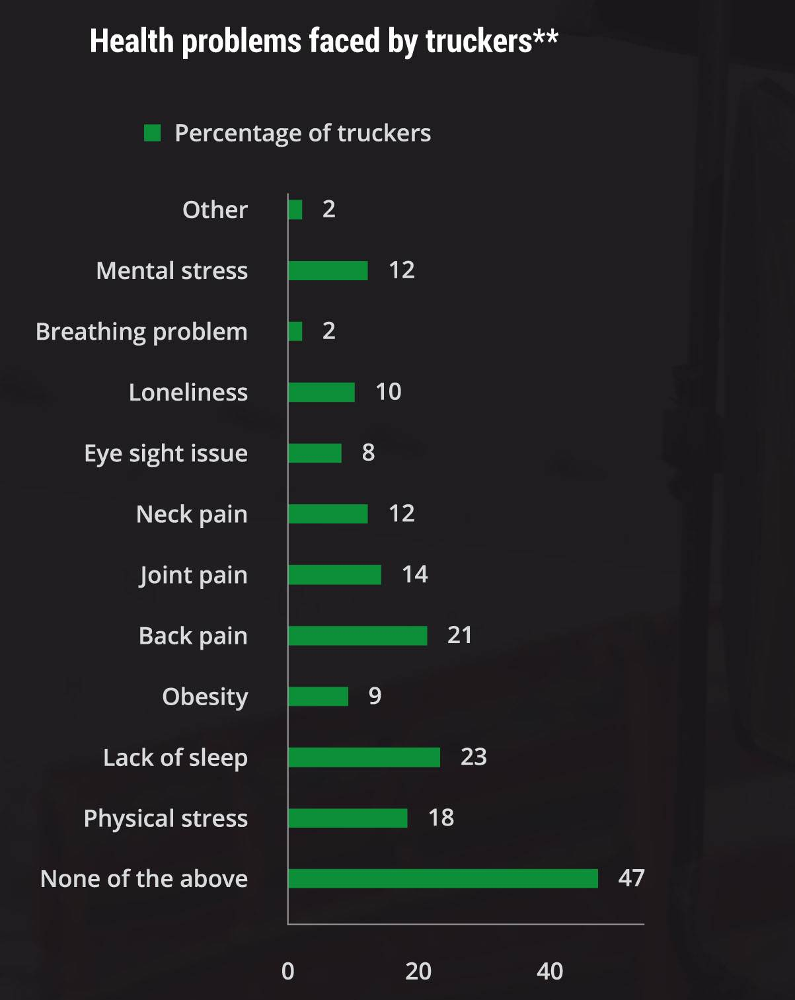 Health problems faced by truckers**
Percentage of truckers
Other 2
Mental stress 12
Breathing problem 2
Loneliness 10
Eye sight issue 8
Neck pain 12
Joint pain 14
Back pain 21
Obesity 9
Lack of sleep 23
Physical stress 18
None of the above 47
0 20 40